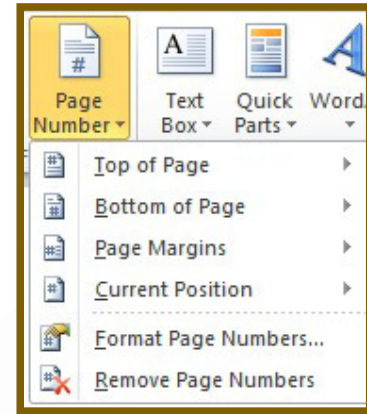 Page Number
Text Box
Quick Parts
Word
Top of Page
Bottom of Page
Page Margins
Current Position
Format Page Numbers...
Remove Page Numbers